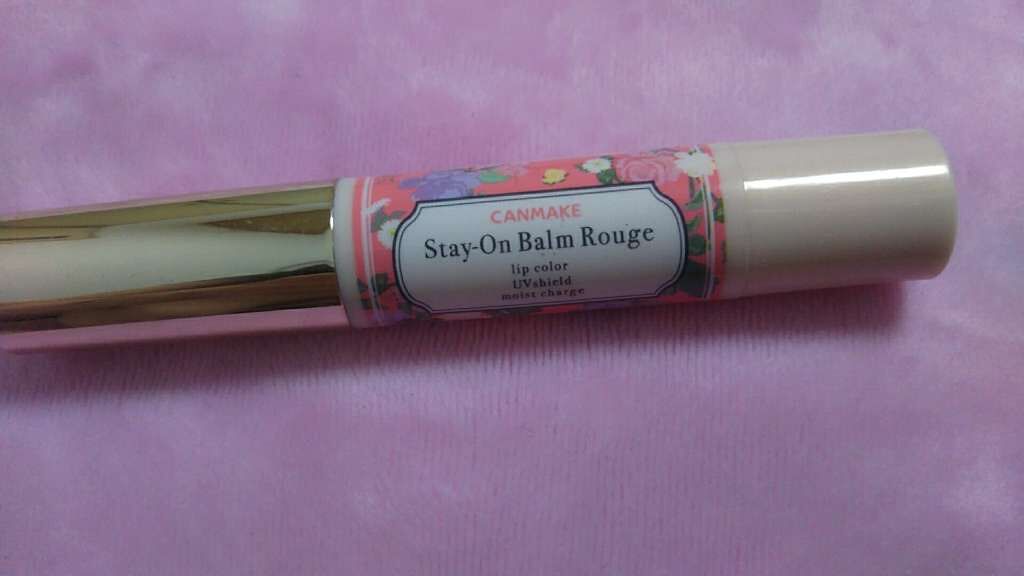 CANMAKE
Stay-On Balm Rouge
lip color
UVshield
moist charge